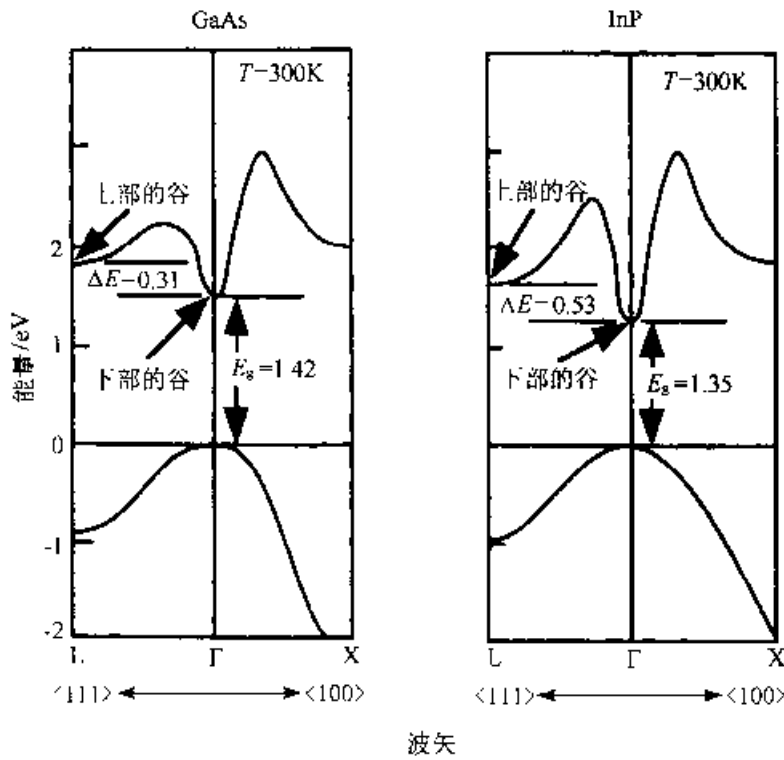 GaAs
InP
T=300K
T=300K
上部的谷
上部的谷
2
ΔE=0.31
ΔE=0.53
1
下部的谷
下部的谷
Eg=1.42
Eg=1.35
能量/eV
0
-1
-2
L Γ X
L Γ X
<111> <100>
<111> <100>
波矢